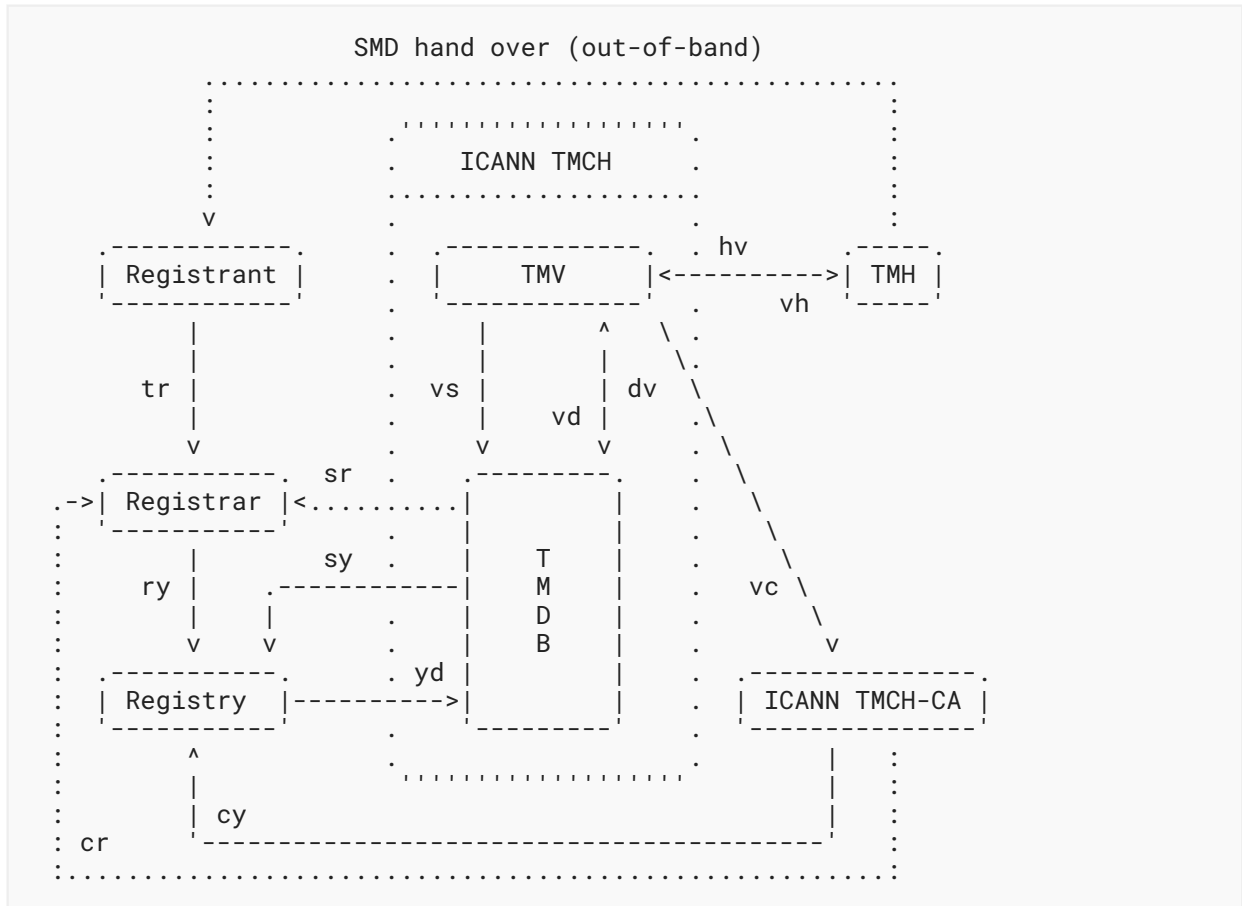 SMD hand over (out-of-band)
ICANN TMCH
hv
Registrant TMV TMH
vh
tr vs dv
vd
sr
Registrar
sy T
ry M vc
D
B
yd
Registry ICANN TMCH-CA
cy
cr